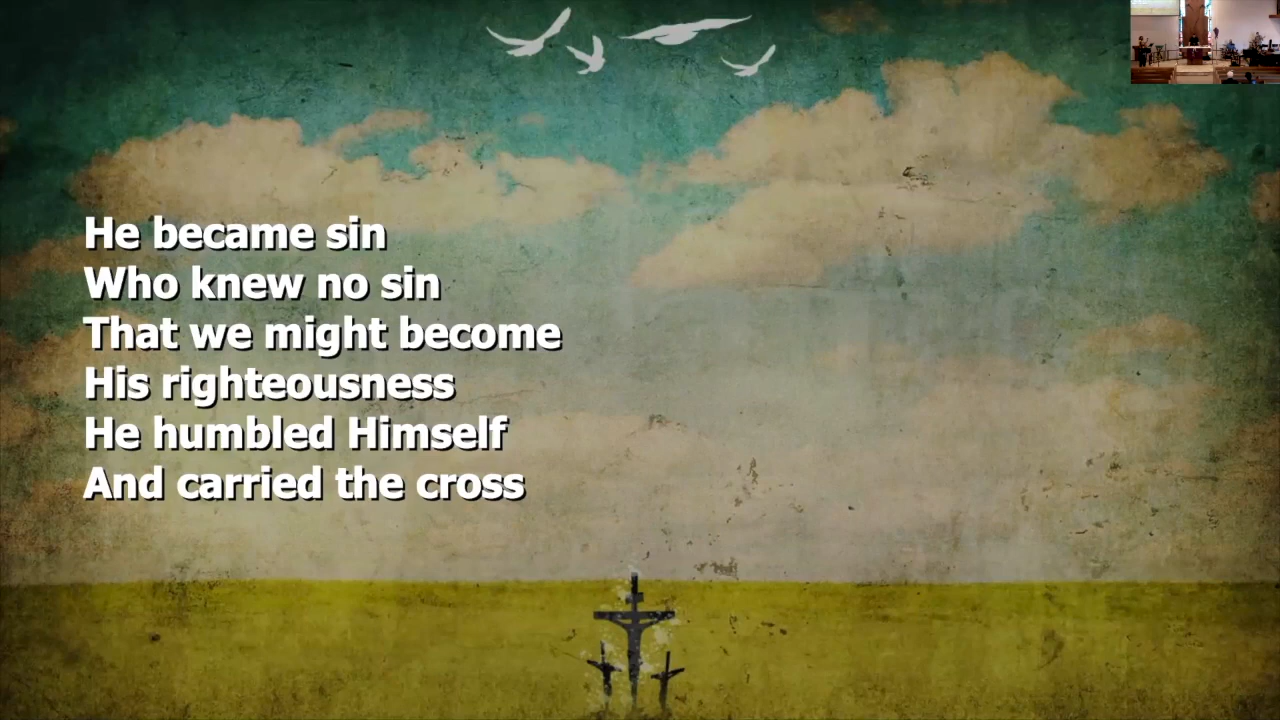 He became sin
Who knew no sin
That we might become
His righteousness
He humbled Himself
And carried the cross